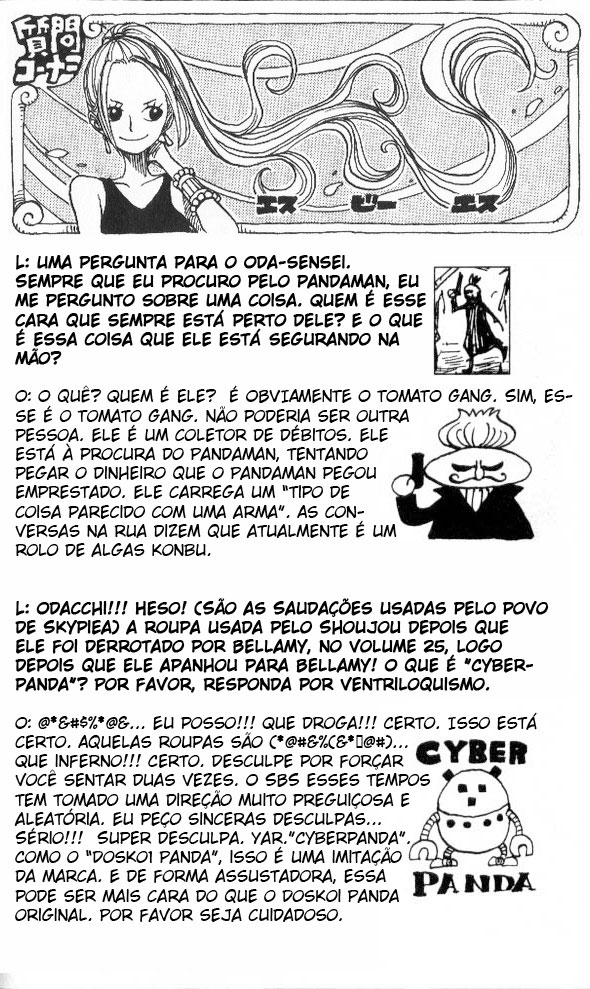 質問
コーナー
エスビーエス
L: UMA PERGUNTA PARA O ODA-SENSEI.
SEMPRE QUE EU PROCURO PELO PANDAMAN, EU
ME PERGUNTO SOBRE UMA COISA. QUEM É ESSE
CARA QUE SEMPRE ESTÁ PERTO DELE? E O QUE
É ESSA COISA QUE ELE ESTÁ SEGURANDO NA
MÃO?
O: O QUÊ? QUEM É ELE? É OBVIAMENTE O TOMATO GANG. SIM, ES-
SE É O TOMATO GANG. NÃO PODERIA SER OUTRA
PESSOA. ELE É UM COLETOR DE DÉBITOS. ELE
ESTÁ À PROCURA DO PANDAMAN, TENTANDO
PEGAR O DINHEIRO QUE O PANDAMAN PEGOU
EMPRESTADO. ELE CARREGA UM "TIPO DE
COISA PARECIDO COM UMA ARMA". AS CON-
VERSAS NA RUA DIZEM QUE ATUALMENTE É UM
ROLO DE ALGAS KONBU.
L: ODACCHI!!! HESO! (SÃO AS SAUDAÇÕES USADAS PELO POVO
DE SKYPIEA) A ROUPA USADA PELO SHOUJOU DEPOIS QUE
ELE FOI DERROTADO POR BELLAMY, NO VOLUME 25, LOGO
DEPOIS QUE ELE APANHOU PARA BELLAMY! O QUE É "CYBER-
PANDA"? POR FAVOR, RESPONDA POR VENTRILOQUISMO.
O: @*&#$%*@&... EU POSSO!!! QUE DROGA!!! CERTO. ISSO ESTÁ
CERTO. AQUELAS ROUPAS SÃO (*@#&%(&*▯@#)...
QUE INFERNO!!! CERTO. DESCULPE POR FORÇAR
VOCÊ SENTAR DUAS VEZES. O SBS ESSES TEMPOS
TEM TOMADO UMA DIREÇÃO MUITO PREGUIÇOSA E
ALEATÓRIA. EU PEÇO SINCERAS DESCULPAS...
SÉRIO!!! SUPER DESCULPA. YAR."CYBERPANDA".
COMO O "DOSKOI PANDA", ISSO É UMA IMITAÇÃO
DA MARCA. E DE FORMA ASSUSTADORA, ESSA
PODE SER MAIS CARA DO QUE O DOSKOI PANDA
ORIGINAL. POR FAVOR SEJA CUIDADOSO.
CYBER
PANDA